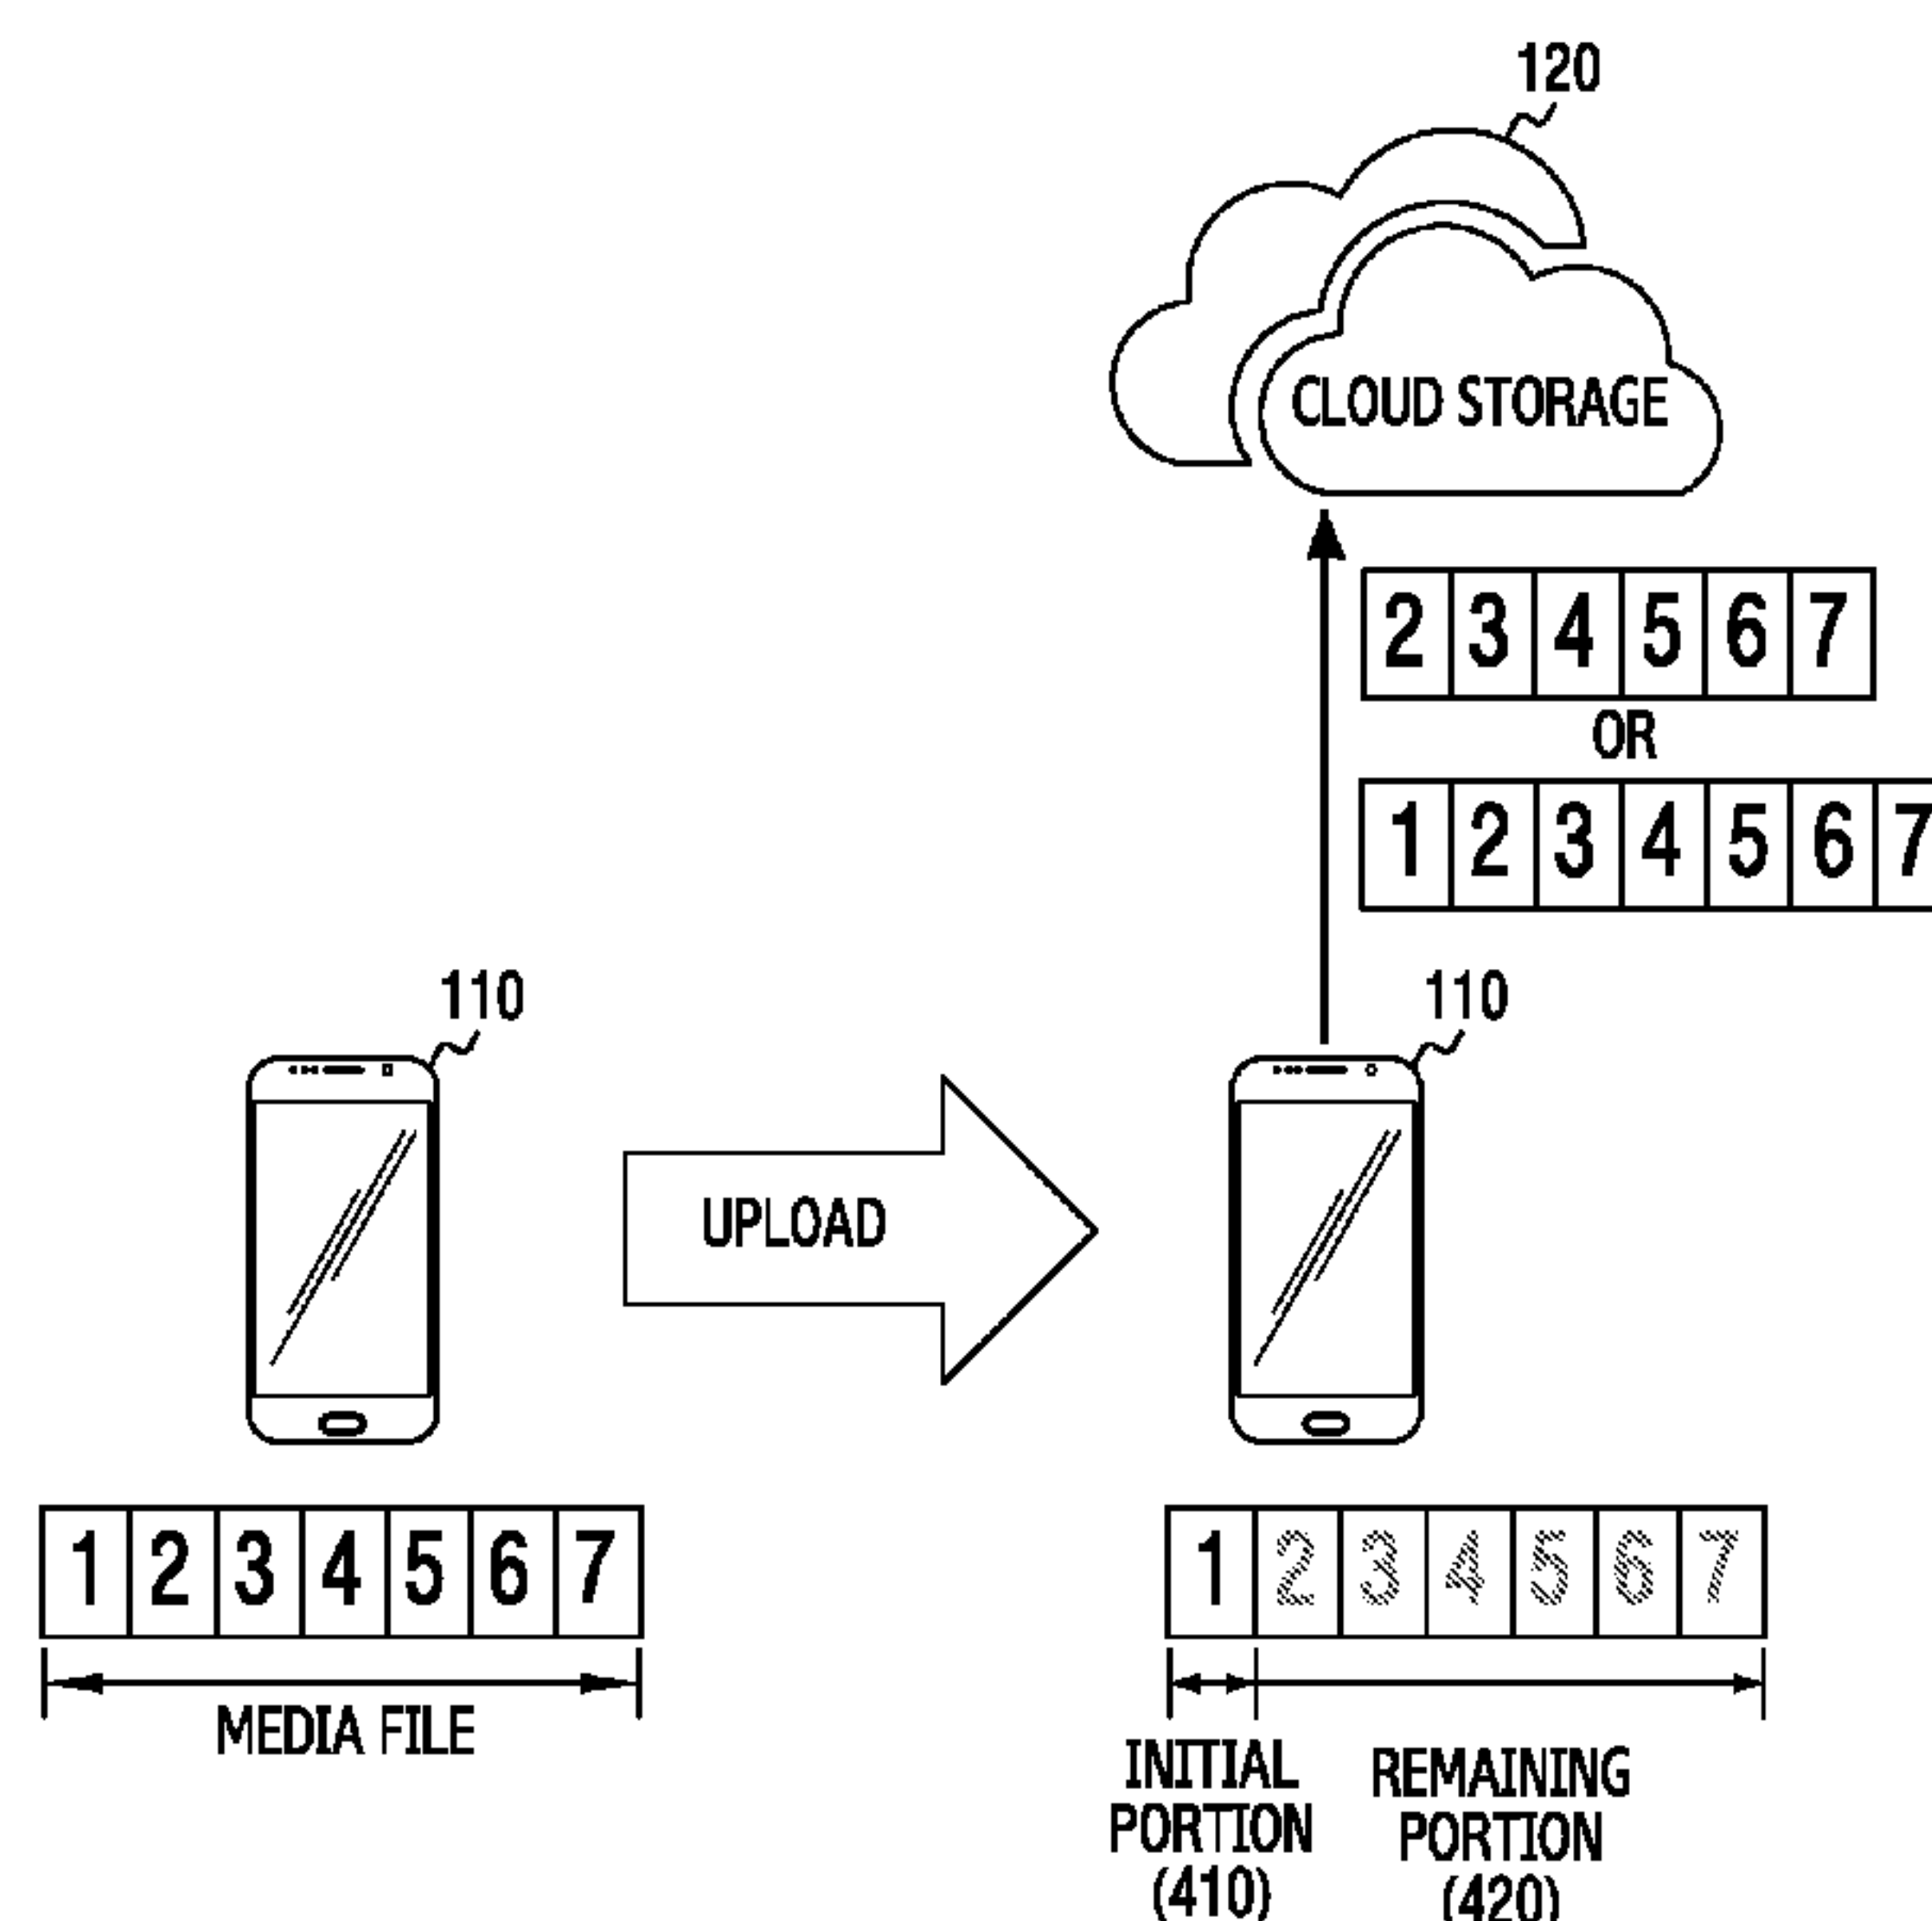 120
CLOUD STORAGE
2 3 4 5 6 7
OR
1 2 3 4 5 6 7
110
110
UPLOAD
1 2 3 4 5 6 7
1 2 3 4 5 6 7
MEDIA FILE
INITIAL
PORTION
(410)
REMAINING
PORTION
(420)